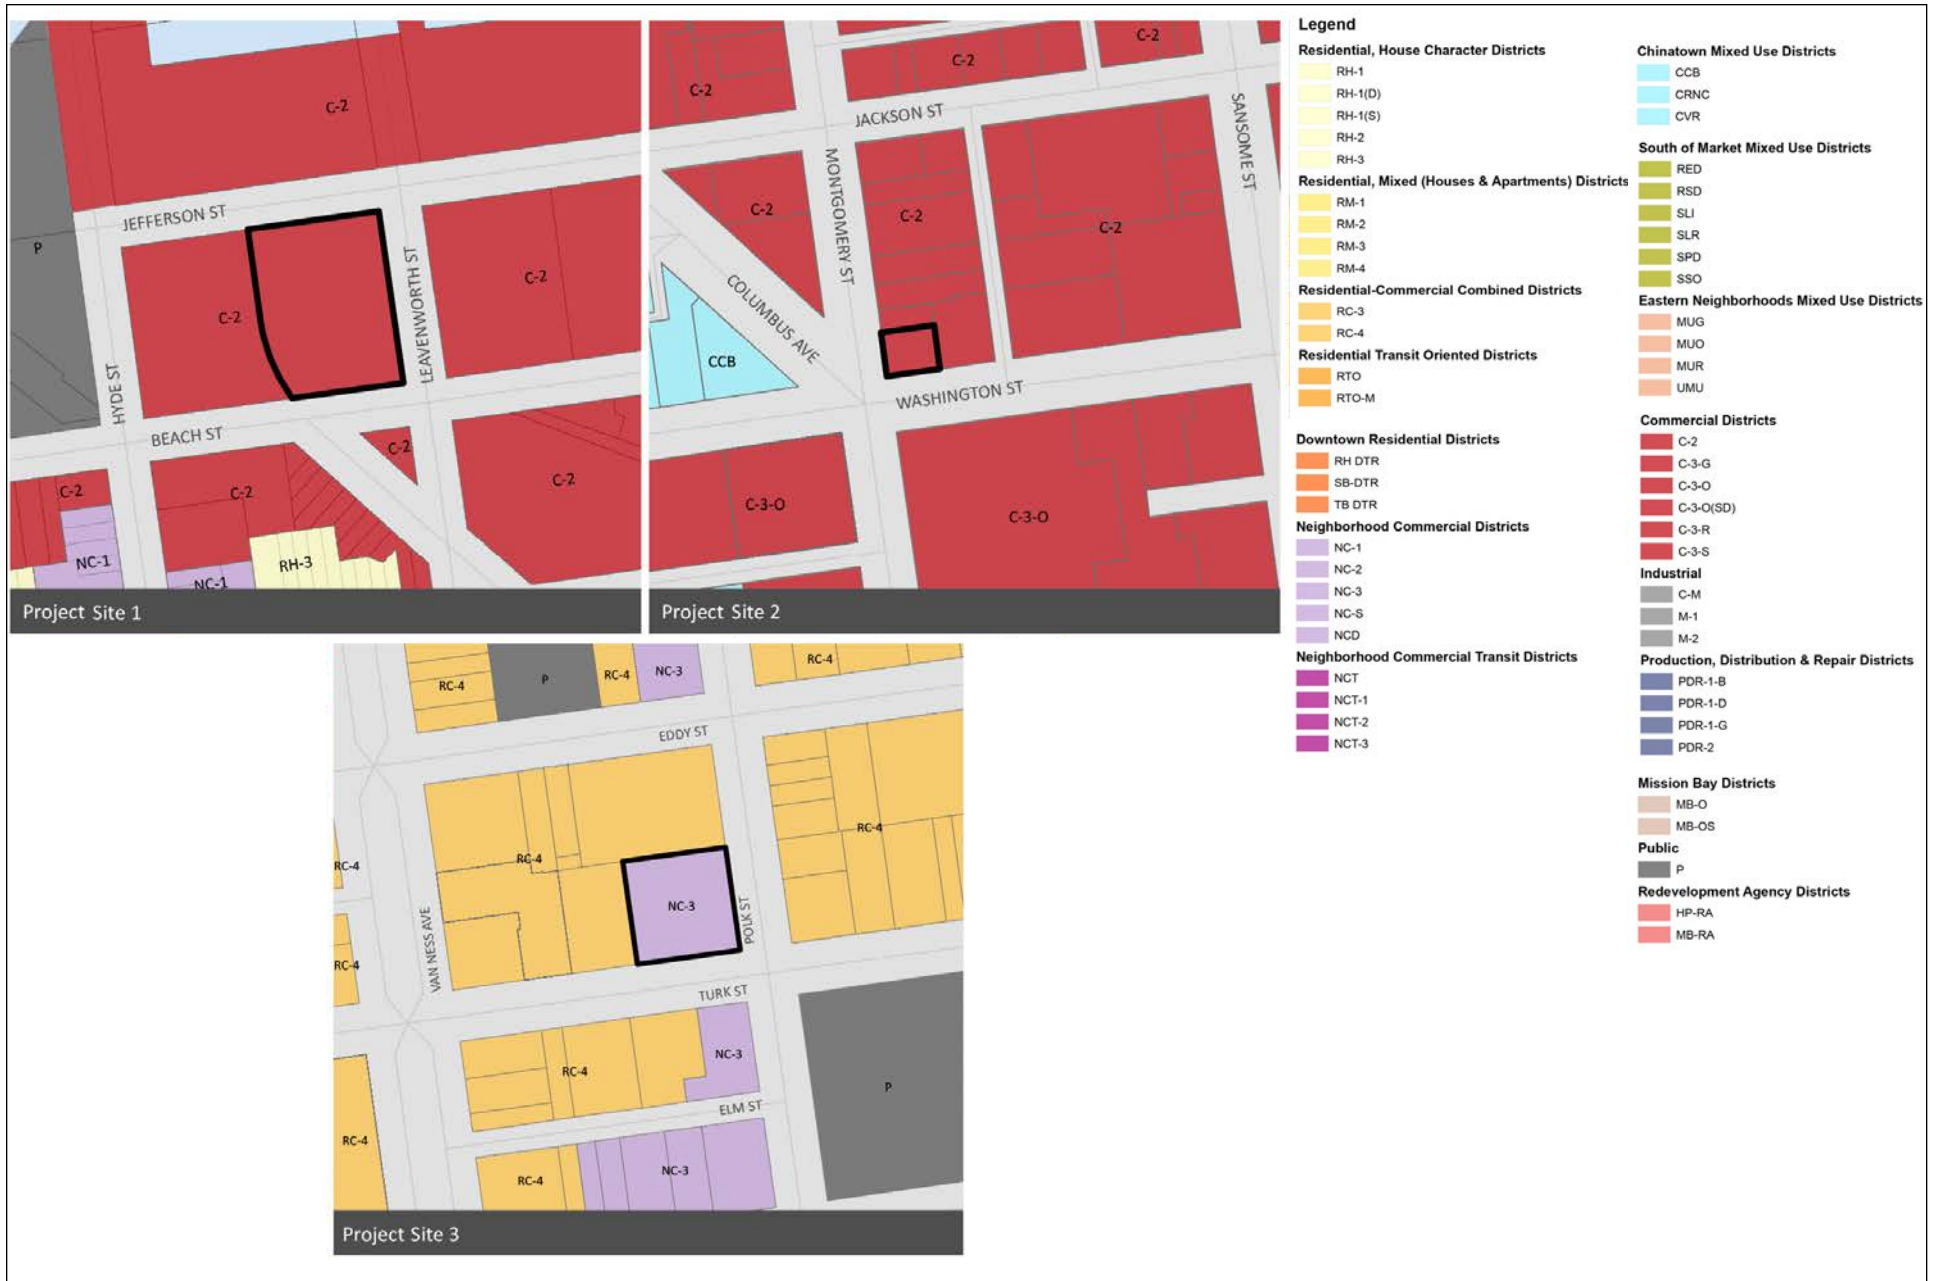 C-2
JEFFERSON ST
P
C-2
C-2
LEAVENWORTH ST
HYDE ST
BEACH ST
C-2
C-2
C-2
C-2
NC-1
NC-1
RH-3
Project Site 1
C-2
C-2
C-2
JACKSON ST
SANSOME ST
MONTGOMERY ST
C-2
C-2
C-2
COLUMBUS AVE
CCB
WASHINGTON ST
C-3-O
C-3-O
Project Site 2
RC-4
P
RC-4
NC-3
RC-4
EDDY ST
RC-4
RC-4
RC-4
NC-3
POLK ST
VAN NESS AVE
RC-4
TURK ST
NC-3
RC-4
P
ELM ST
RC-4
RC-4
NC-3
Project Site 3
Legend
Residential, House Character Districts
RH-1
RH-1(D)
RH-1(S)
RH-2
RH-3
Residential, Mixed (Houses & Apartments) Districts
RM-1
RM-2
RM-3
RM-4
Residential-Commercial Combined Districts
RC-3
RC-4
Residential Transit Oriented Districts
RTO
RTO-M
Downtown Residential Districts
RH DTR
SB-DTR
TB DTR
Neighborhood Commercial Districts
NC-1
NC-2
NC-3
NC-S
NCD
Neighborhood Commercial Transit Districts
NCT
NCT-1
NCT-2
NCT-3
Chinatown Mixed Use Districts
CCB
CRNC
CVR
South of Market Mixed Use Districts
RED
RSD
SLI
SLR
SPD
SSO
Eastern Neighborhoods Mixed Use Districts
MUG
MUO
MUR
UMU
Commercial Districts
C-2
C-3-G
C-3-O
C-3-O(SD)
C-3-R
C-3-S
Industrial
C-M
M-1
M-2
Production, Distribution & Repair Districts
PDR-1-B
PDR-1-D
PDR-1-G
PDR-2
Mission Bay Districts
MB-O
MB-OS
Public
P
Redevelopment Agency Districts
HP-RA
MB-RA